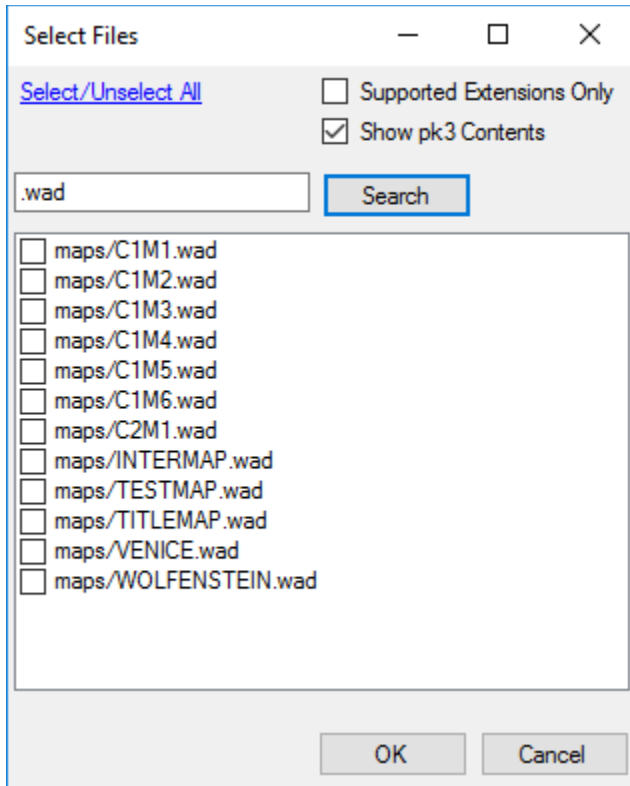 Select Files
Select/Unselect All
Supported Extensions Only
Show pk3 Contents
.wad
Search
maps/C1M1.wad
maps/C1M2.wad
maps/C1M3.wad
maps/C1M4.wad
maps/C1M5.wad
maps/C1M6.wad
maps/C2M1.wad
maps/INTERMAP.wad
maps/TESTMAP.wad
maps/TITLEMAP.wad
maps/VENICE.wad
maps/WOLFENSTEIN.wad
OK
Cancel